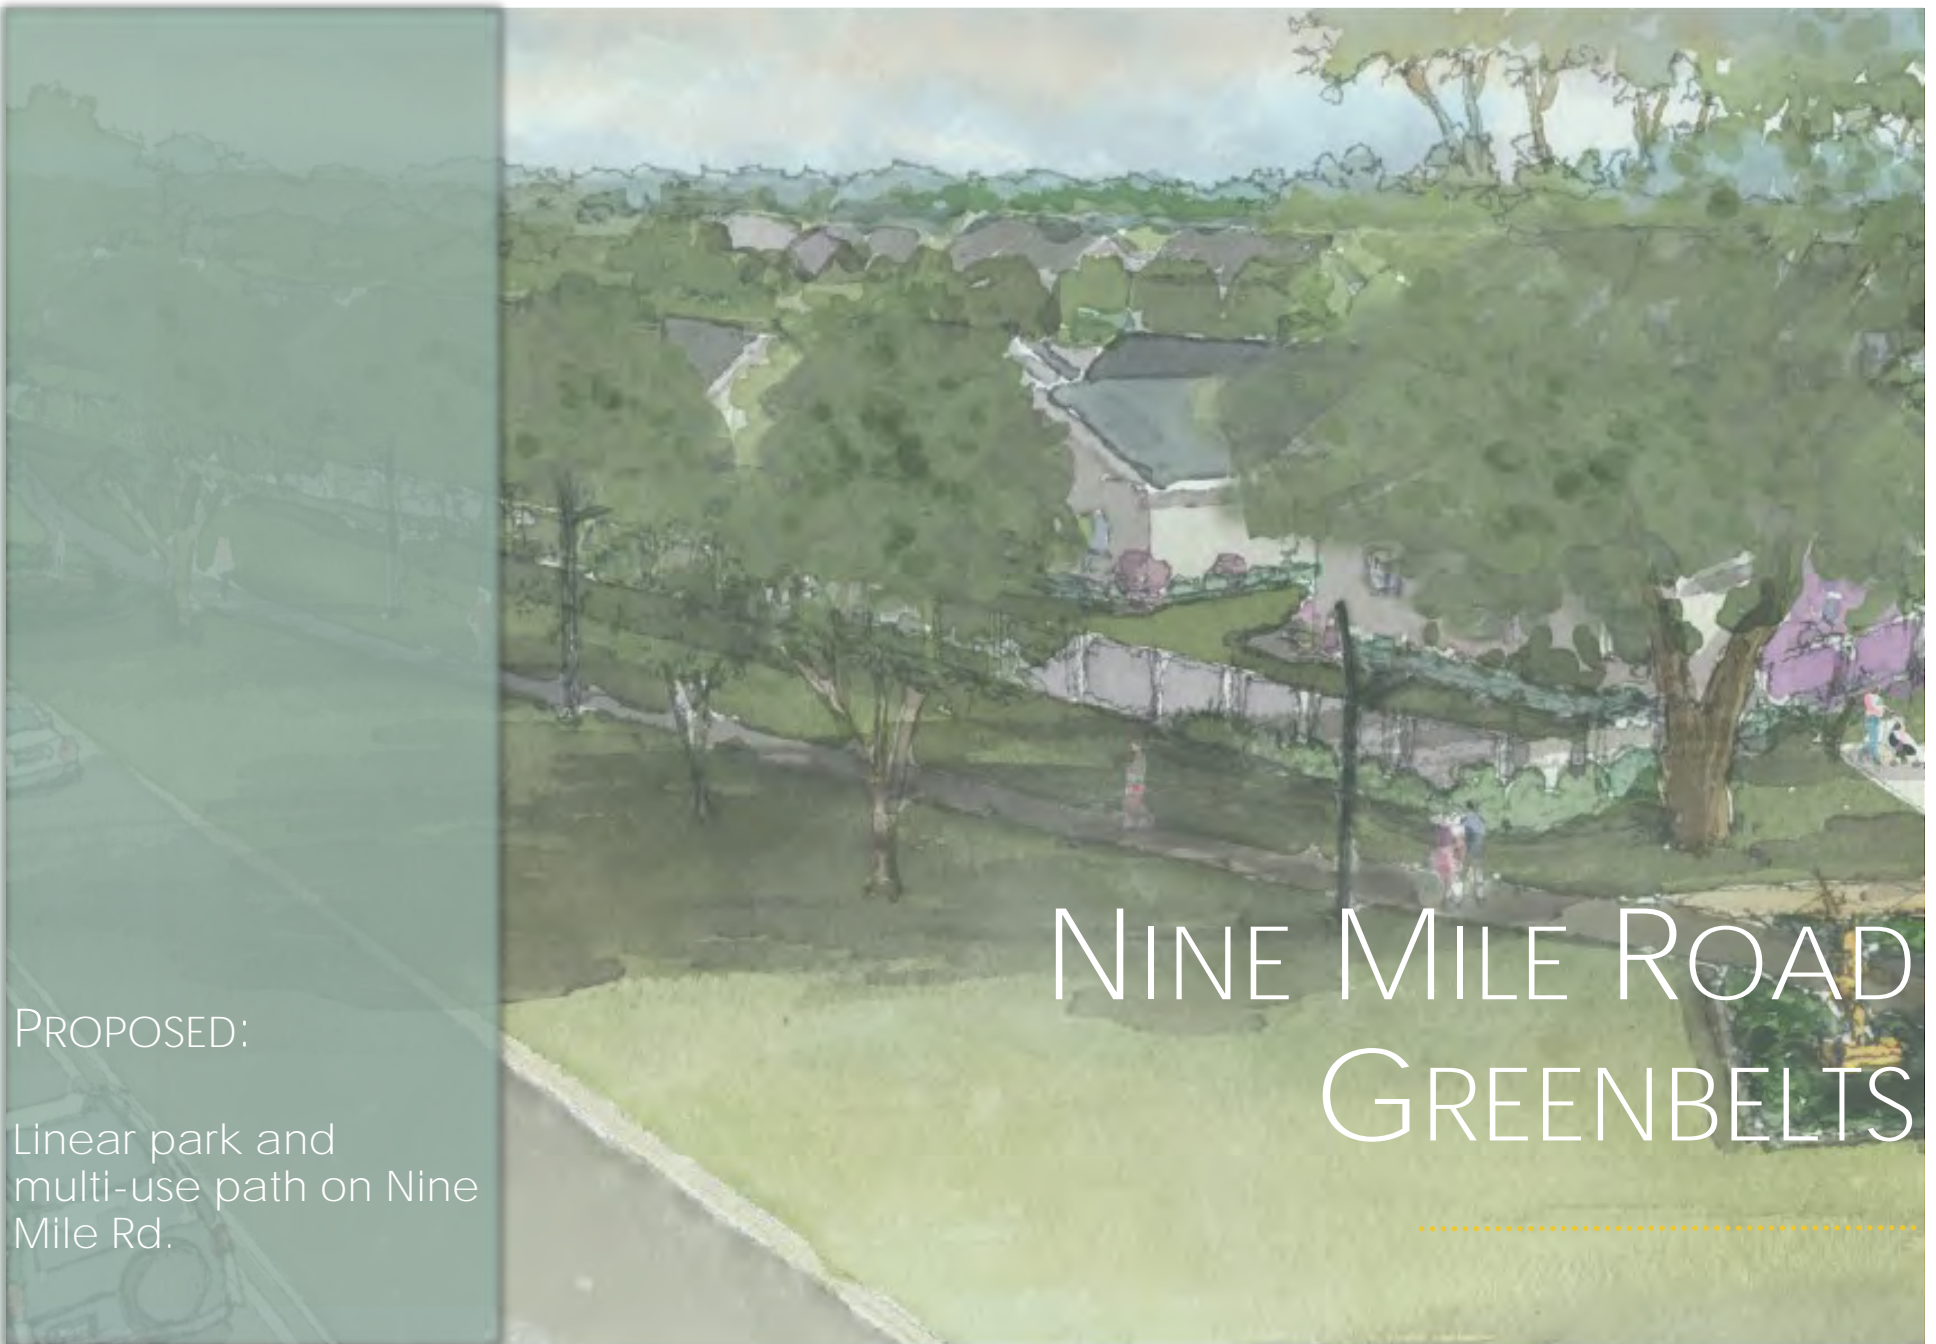 NINE MILE ROAD
GREENBELTS
PROPOSED:
Linear park and
multi-use path on Nine
Mile Rd.